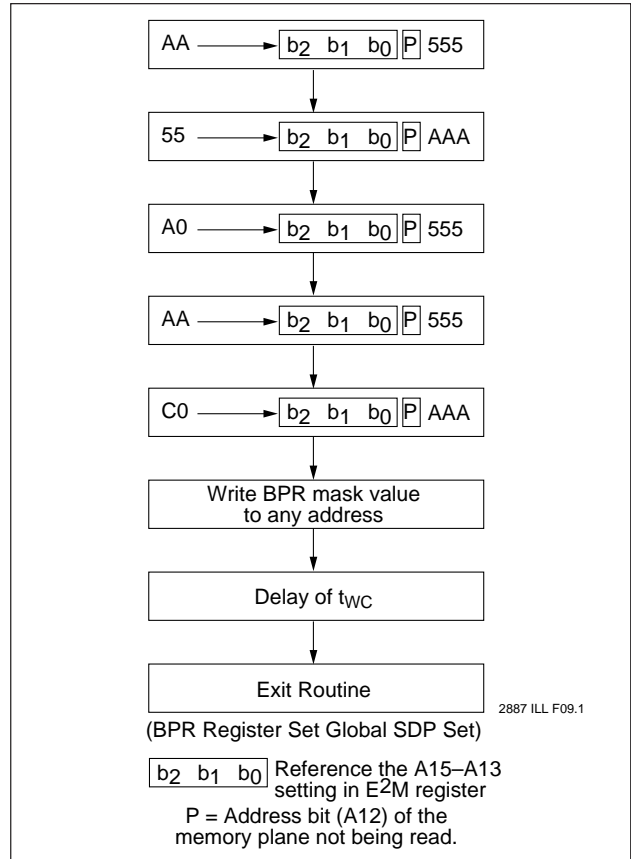 AA b2 b1 b0 P 555
55 b2 b1 b0 P AAA
A0 b2 b1 b0 P 555
AA b2 b1 b0 P 555
C0 b2 b1 b0 P AAA
Write BPR mask value
to any address
Delay of tWC
Exit Routine
2887 ILL F09.1
(BPR Register Set Global SDP Set)
b2 b1 b0 Reference the A15–A13
setting in E2M register
P = Address bit (A12) of the
memory plane not being read.